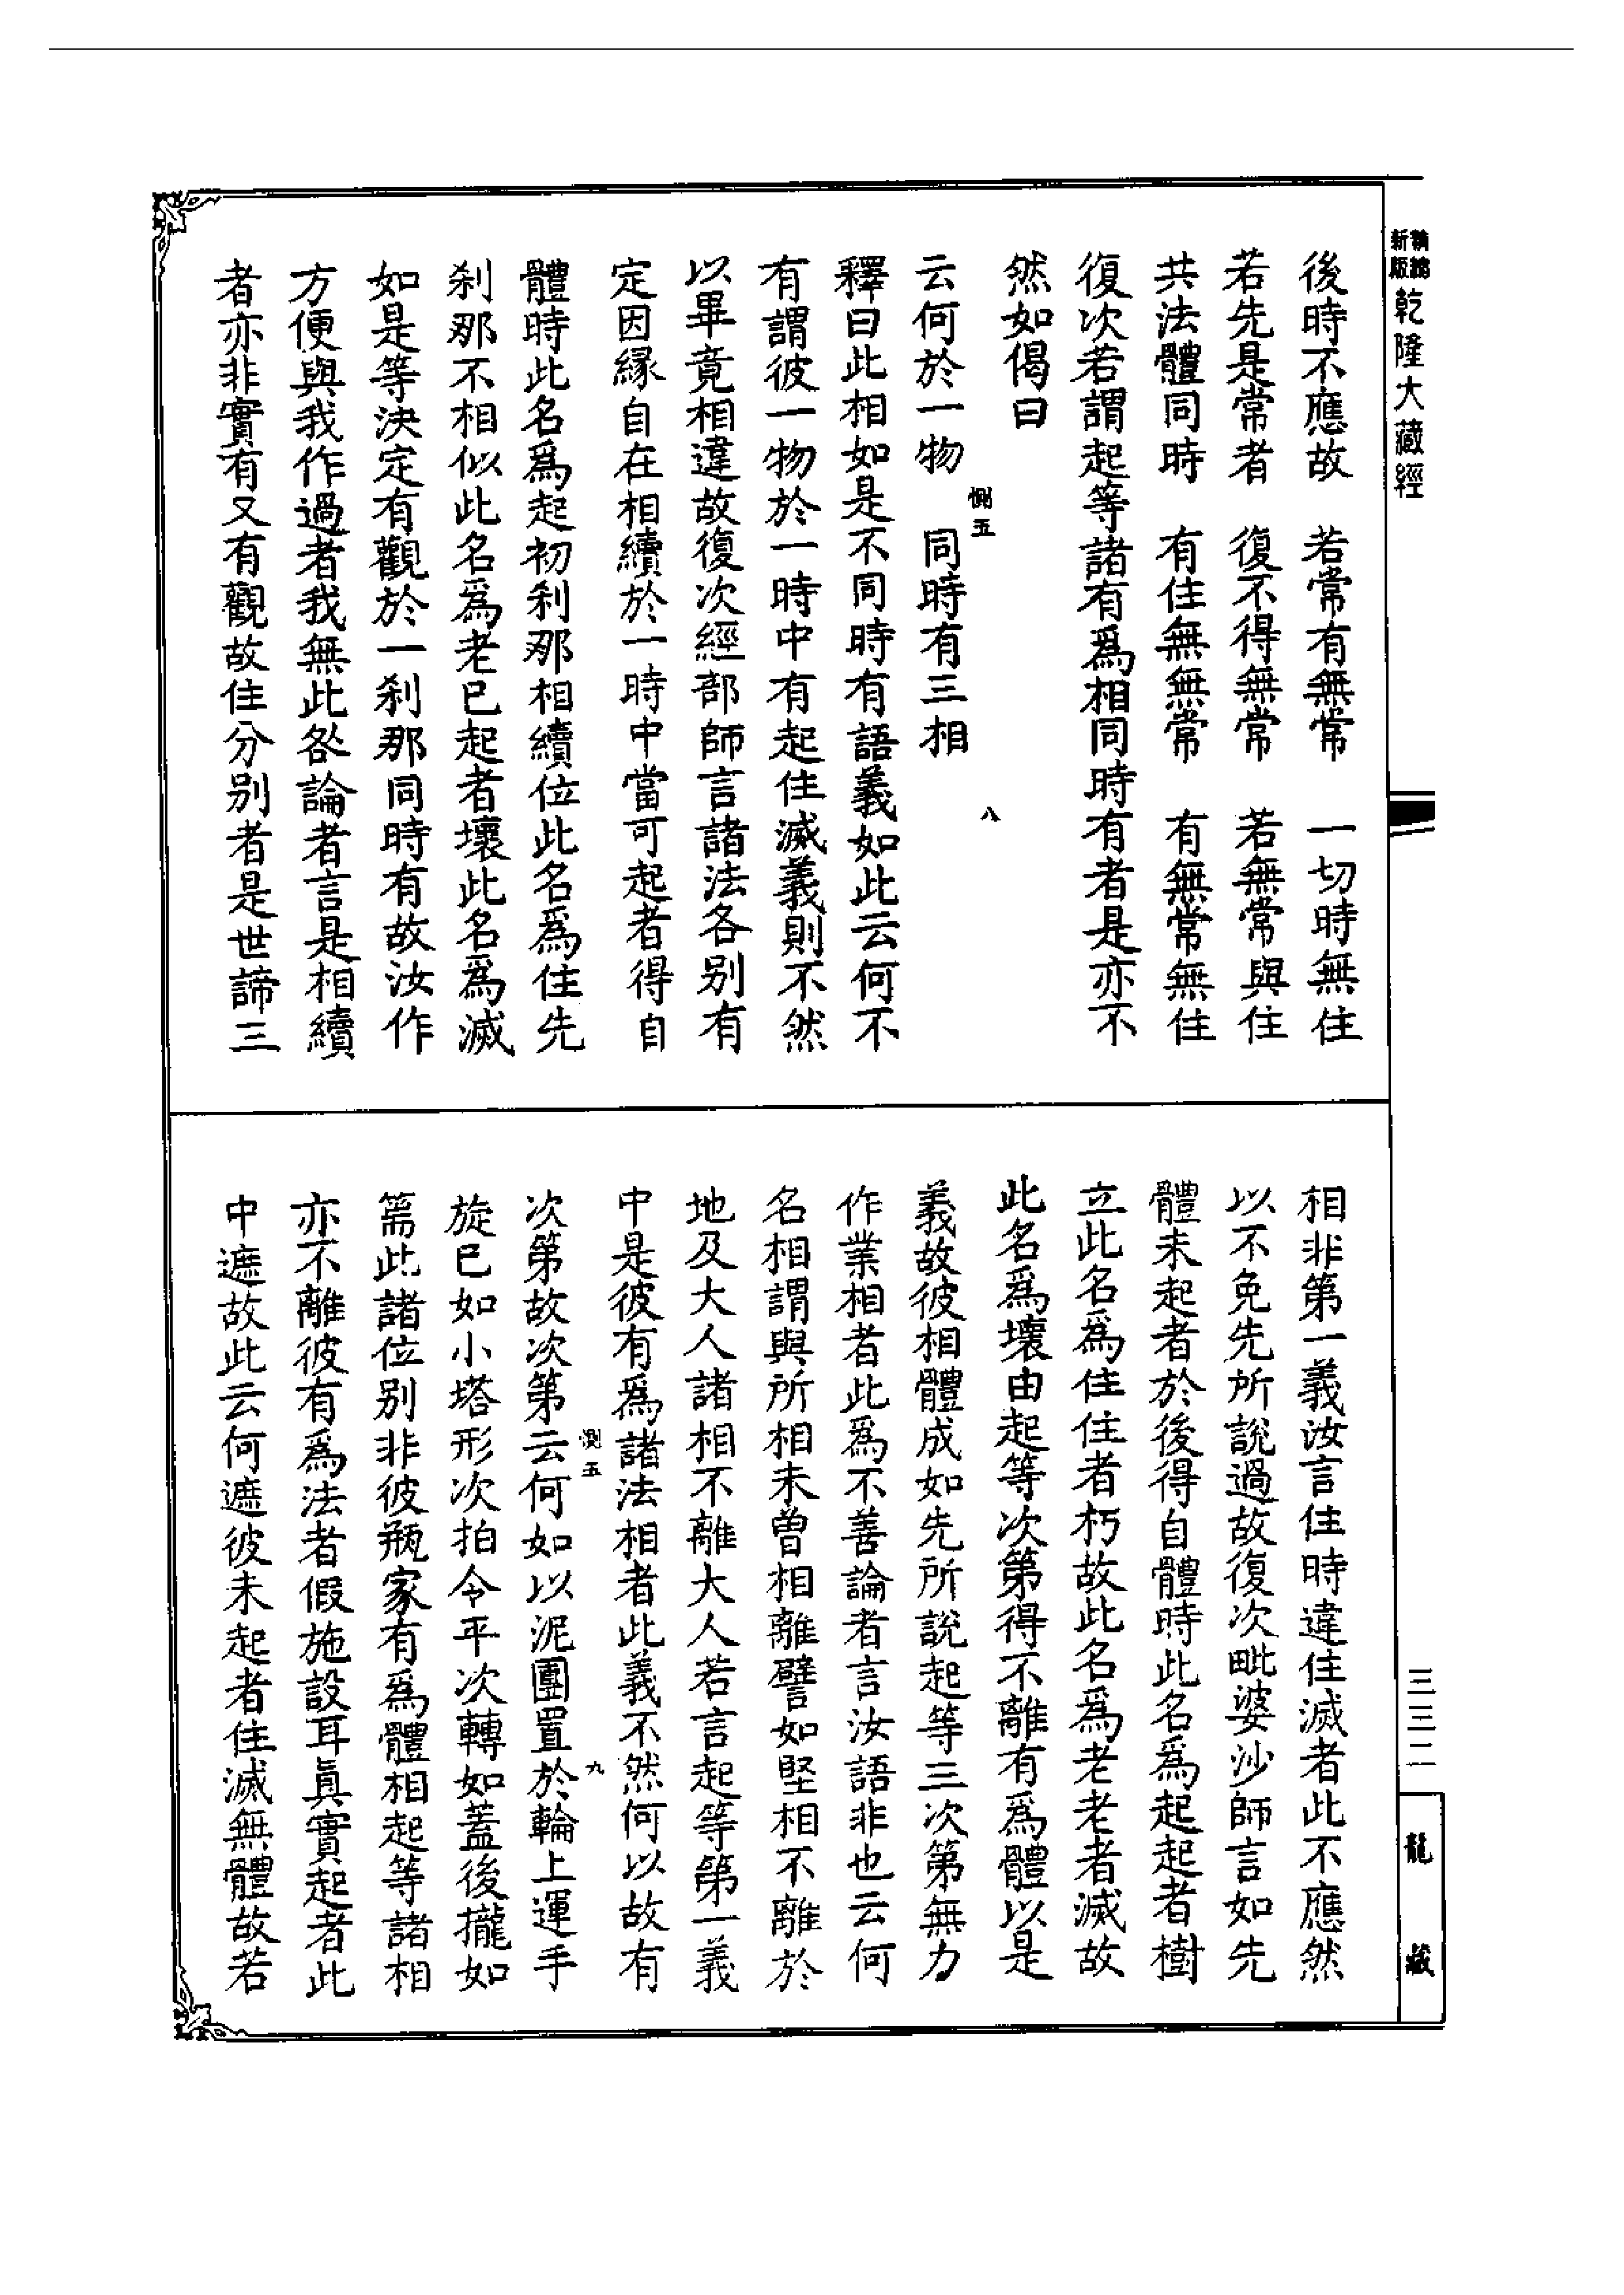 新版精縮乾隆大藏經
後時不應故　若常有無常　一切時無住
若先是常者　復不得無常　若無常與住
共法體同時　有住無無常　有無常無住
復次若謂起等諸有爲相同時有者是亦不
然如偈曰
惻五　八
云何於一物　同時有三相
釋曰此相如是不同時有語義如此云何不
有謂彼一物於一時中有起住滅義則不然
以畢竟相違故復次經部師言諸法各別有
定因緣自在相續於一時中當可起者得自
體時此名爲起初刹那相續位此名爲住先
刹那不相似此名爲老已起者壞此名爲滅
如是等決定有觀於一刹那同時有故汝作
方便與我作過者我無此咎論者言是相續
者亦非實有又有觀故住分別者是世諦三
相非第一義汝言住時違住滅者此不應然
以不免先所說過故復次毗婆沙師言如先
體未起者於後得自體時此名爲起起者樹
立此名爲住住者朽故此名爲老老者滅故
此名爲壞由起等次第得不離有爲體以是
義故彼相體成如先所說起等三次第無力
作業相者此爲不善論者言汝語非也云何
名相謂與所相未曾相離譬如堅相不離於
地及大人諸相不離大人若言起等第一義
中是彼有爲諸法相者此義不然何以故有
惻五　九
次第故次第云何如以泥團置於輪上運手
旋已如小塔形次拍令平次轉如蓋後攏如
篅此諸位別非彼瓶家有爲體相起等諸相
亦不離彼有爲法者假施設耳眞實起者此
中遮故此云何遮彼未起者住滅無體故若
三三二
龍藏